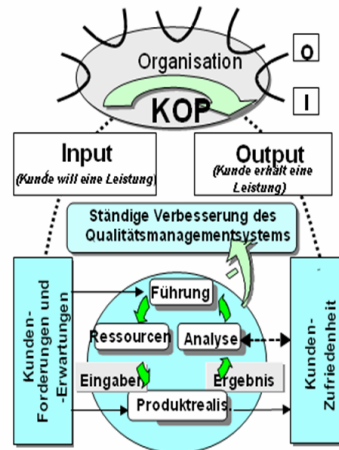 Organisation
O
KOP
I
Input
(Kunde will eine Leistung)
Output
(Kunde erhält eine
Leistung)
Ständige Verbesserung des
Qualitätsmanagementsystems
Kunden-
Forderungen und
-Erwartungen
Führung
Ressourcen
Analyse
Eingaben
Ergebnis
Produktrealis.
Kunden-
Zufriedenheit